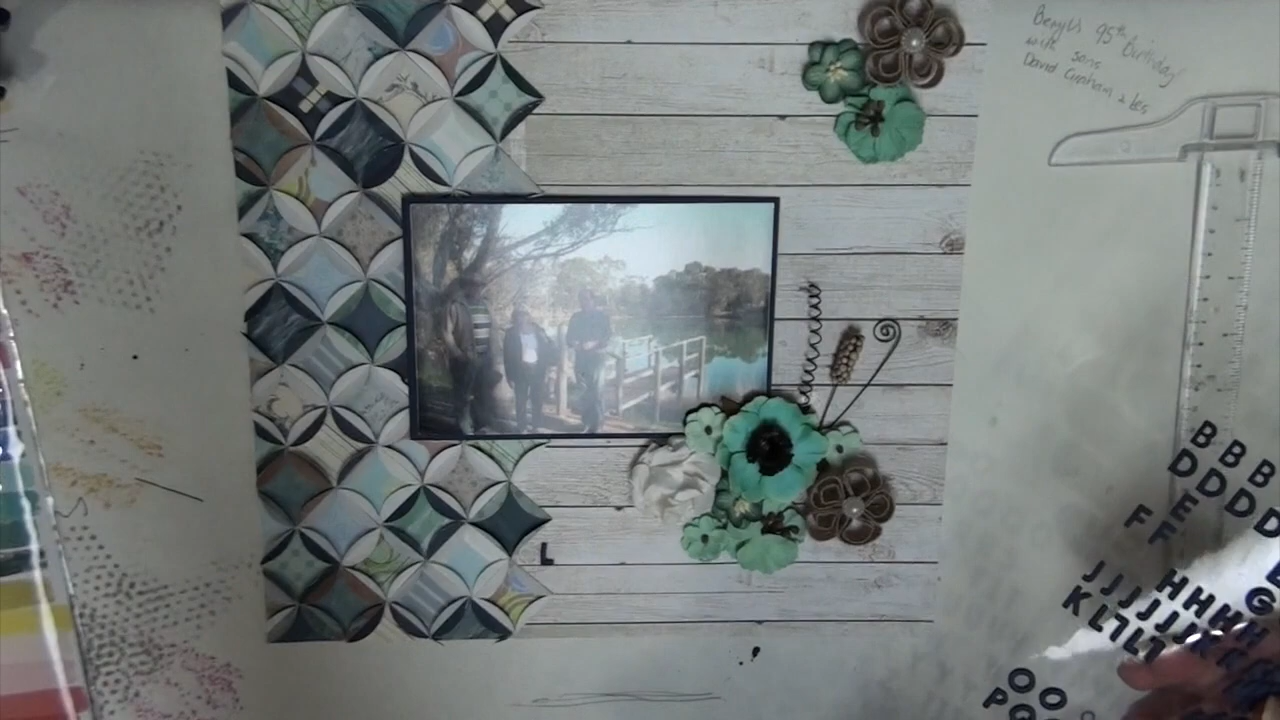 Beryl's 95th Birthday
with sons
David Graham & Les
L
B B B
D D D D
E
F F
H H H H
G
J J J J J
K L L L
O O
P Q